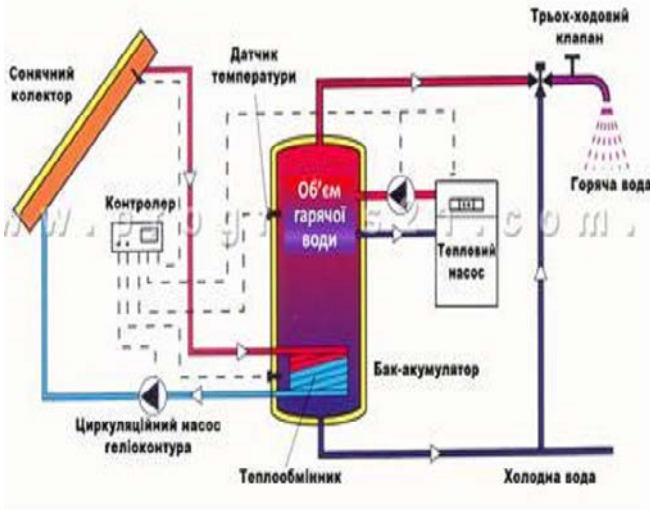 Трьох-ходовий
клапан
Датчик
температури
Сонячний
колектор
Горяча вода
Об'єм
гарячої
води
Контролер
Тепловий
насос
Бак-акумулятор
Циркуляційний насос
геліоконтура
Теплообмінник
Холодна вода